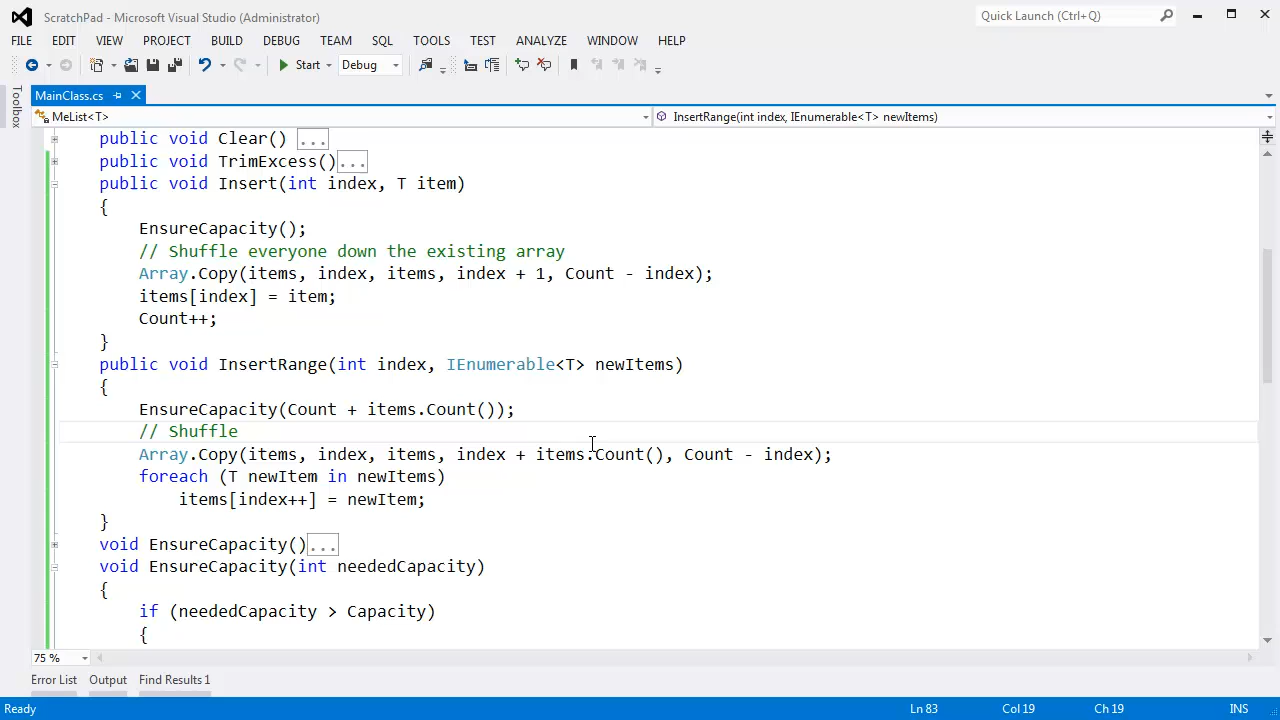 ScratchPad - Microsoft Visual Studio (Administrator)
Quick Launch (Ctrl+Q)
FILE EDIT VIEW PROJECT BUILD DEBUG TEAM SQL TOOLS TEST ANALYZE WINDOW HELP
Start Debug
Toolbox
MainClass.cs
MeList<T> InsertRange(int index, IEnumerable<T> newItems)
public void Clear() ...
public void TrimExcess()...
public void Insert(int index, T item)
{
EnsureCapacity();
// Shuffle everyone down the existing array
Array.Copy(items, index, items, index + 1, Count - index);
items[index] = item;
Count++;
}
public void InsertRange(int index, IEnumerable<T> newItems)
{
EnsureCapacity(Count + items.Count());
// Shuffle
Array.Copy(items, index, items, index + items.Count(), Count - index);
foreach (T newItem in newItems)
items[index++] = newItem;
}
void EnsureCapacity()...
void EnsureCapacity(int neededCapacity)
{
if (neededCapacity > Capacity)
{
75 %
Error List Output Find Results 1
Ready Ln 83 Col 19 Ch 19 INS